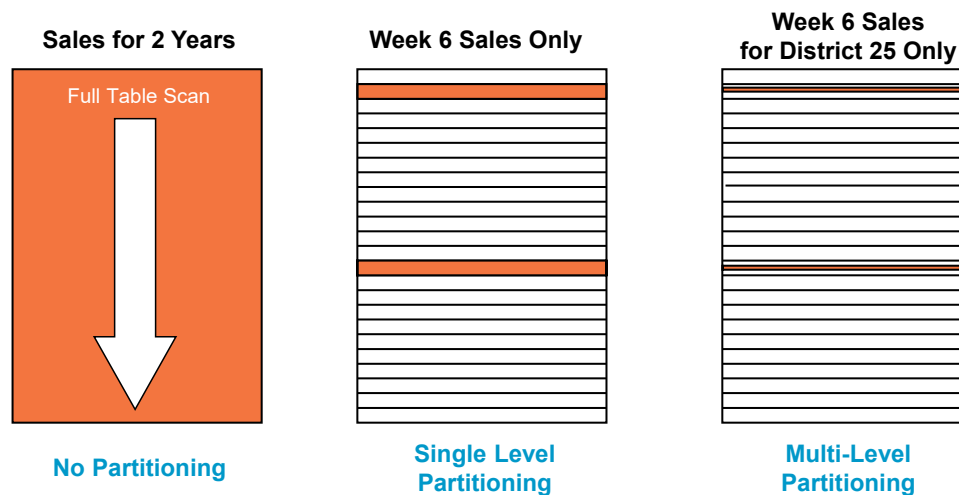 Sales for 2 Years
Full Table Scan
No Partitioning
Week 6 Sales Only
Single Level
Partitioning
Week 6 Sales
for District 25 Only
Multi-Level
Partitioning